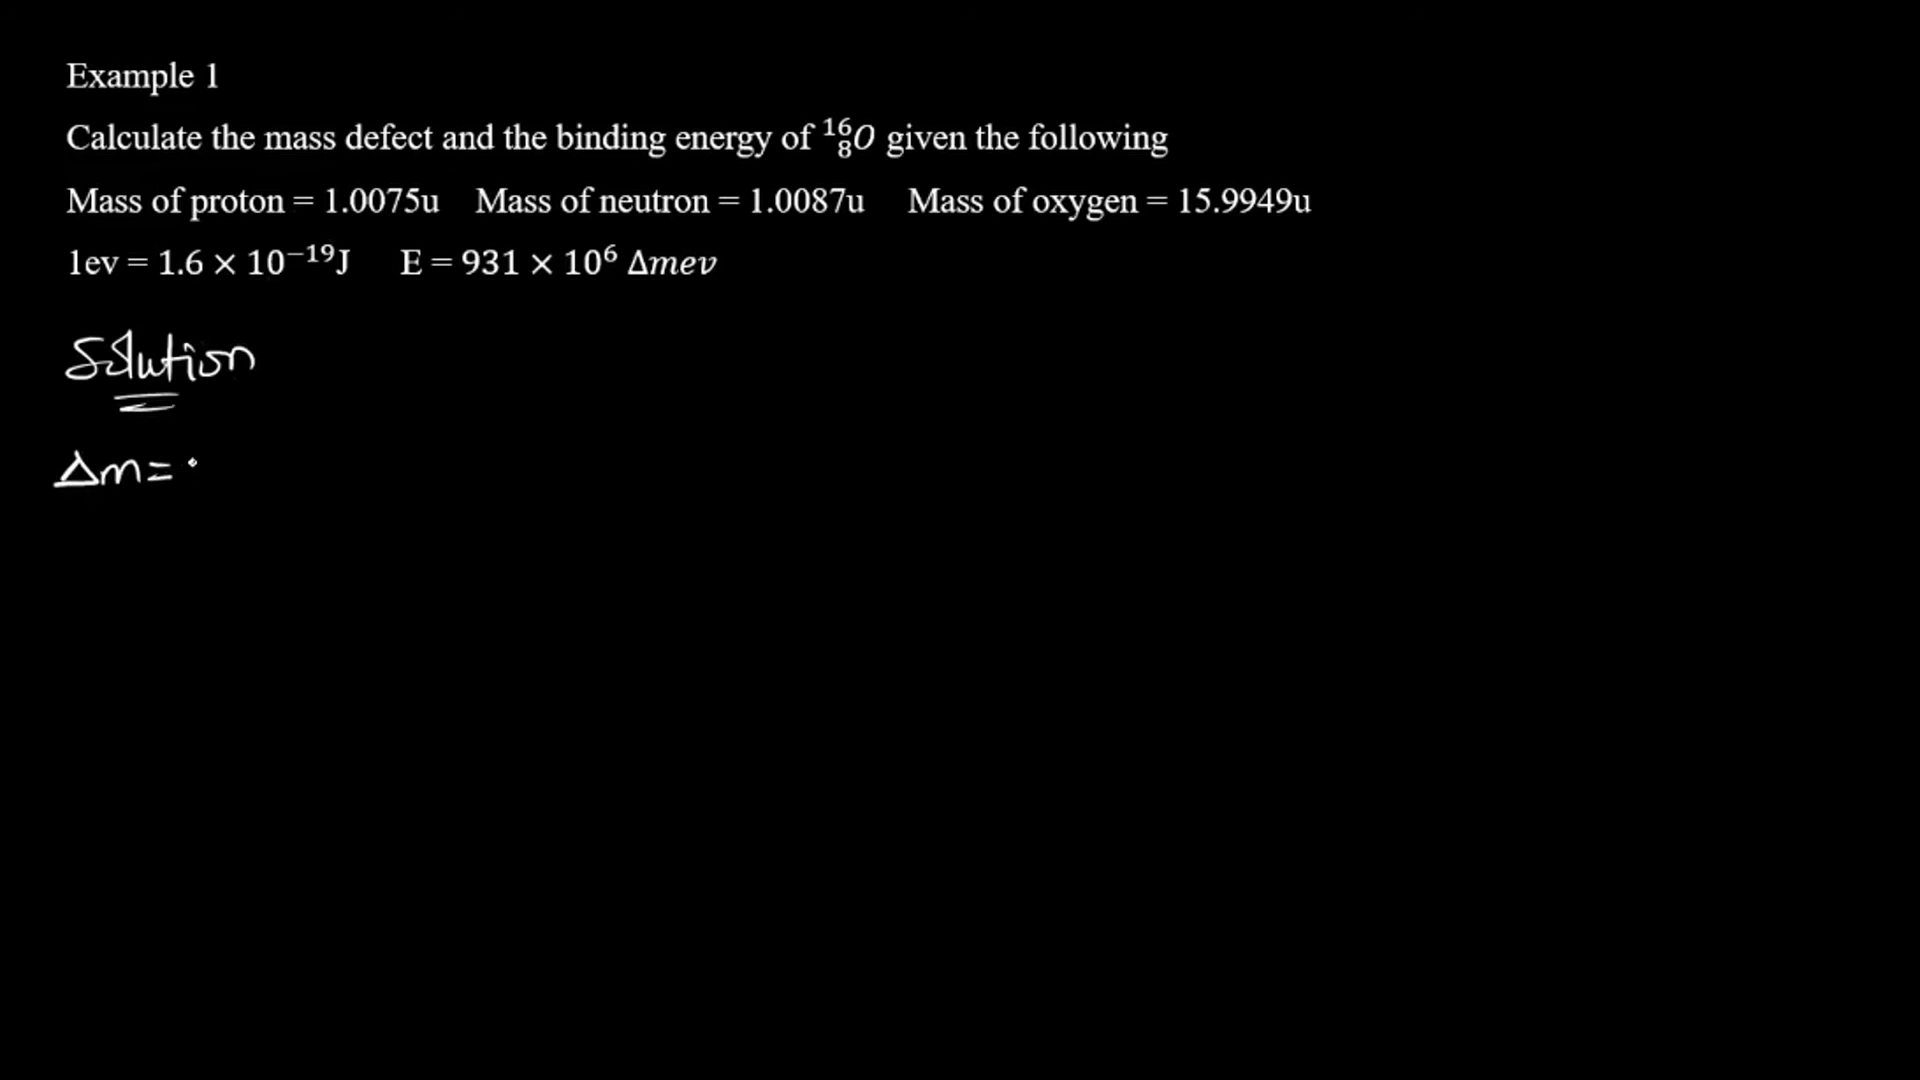 Example 1
Calculate the mass defect and the binding energy of ¹⁶₈O given the following
Mass of proton = 1.0075u Mass of neutron = 1.0087u Mass of oxygen = 15.9949u
1ev = 1.6 × 10⁻¹⁹J E = 931 × 10⁶ Δmev
Solution
Δm=